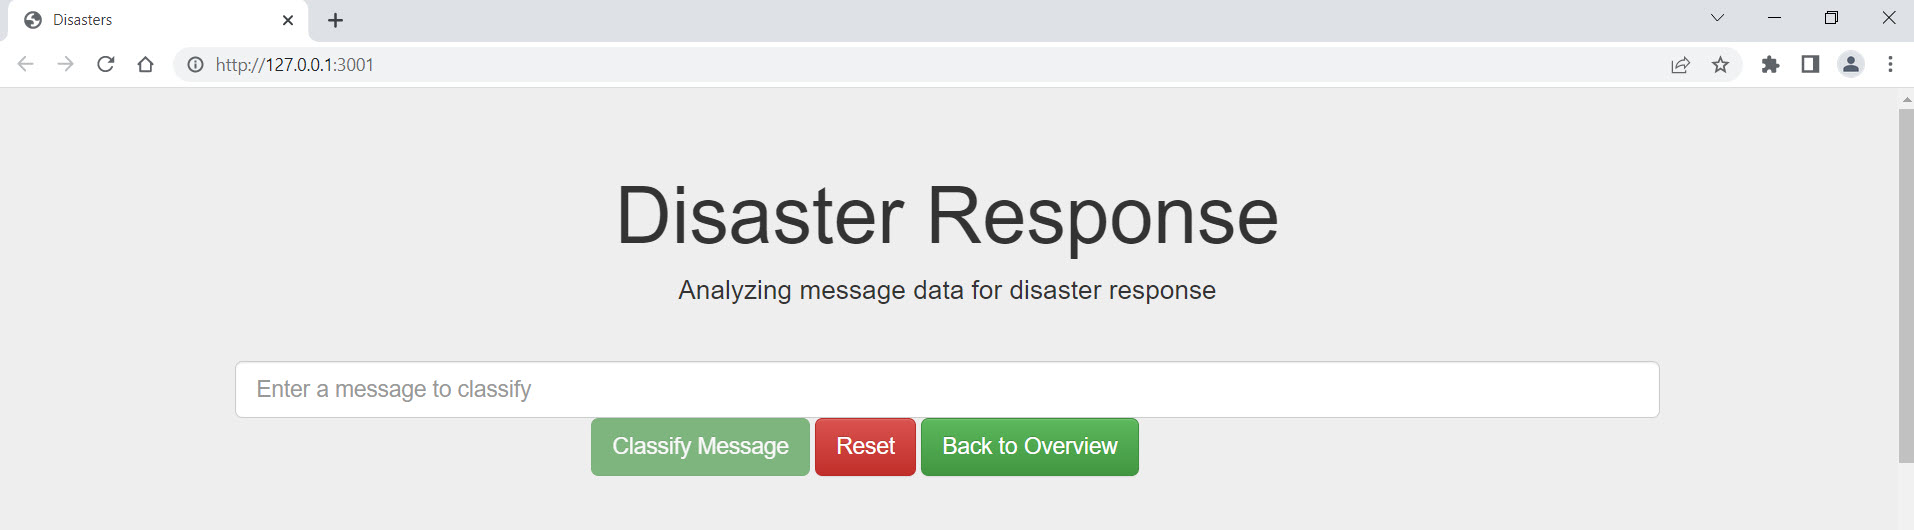 Disasters
http://127.0.0.1:3001
Disaster Response
Analyzing message data for disaster response
Enter a message to classify
Classify Message Reset Back to Overview